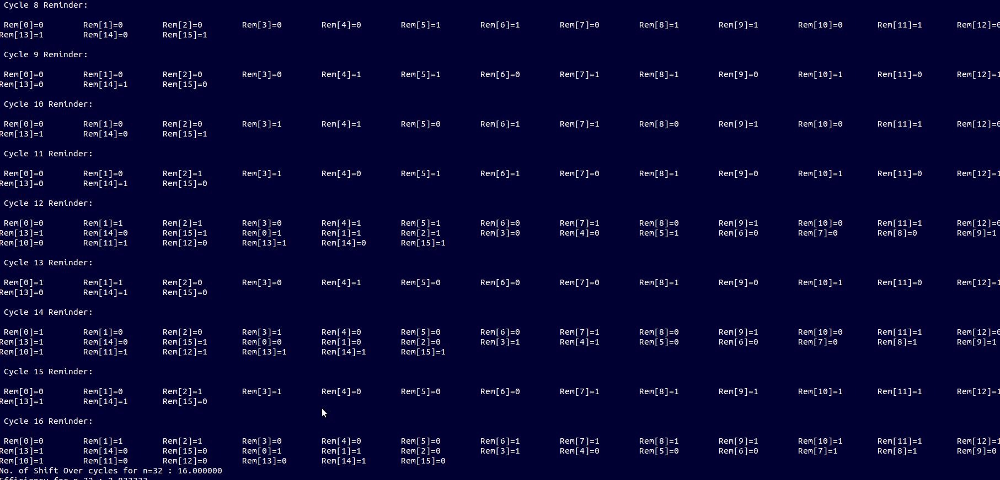 Cycle 8 Reminder:
Rem[0]=0 Rem[1]=0 Rem[2]=0 Rem[3]=0 Rem[4]=0 Rem[5]=1 Rem[6]=1 Rem[7]=0 Rem[8]=1 Rem[9]=1 Rem[10]=0 Rem[11]=1 Rem[12]=0
Rem[13]=1 Rem[14]=0 Rem[15]=1
Cycle 9 Reminder:
Rem[0]=0 Rem[1]=0 Rem[2]=0 Rem[3]=0 Rem[4]=1 Rem[5]=1 Rem[6]=0 Rem[7]=1 Rem[8]=1 Rem[9]=0 Rem[10]=1 Rem[11]=0 Rem[12]=1
Rem[13]=0 Rem[14]=1 Rem[15]=0
Cycle 10 Reminder:
Rem[0]=0 Rem[1]=0 Rem[2]=0 Rem[3]=1 Rem[4]=1 Rem[5]=0 Rem[6]=1 Rem[7]=1 Rem[8]=0 Rem[9]=1 Rem[10]=0 Rem[11]=1 Rem[12]=0
Rem[13]=1 Rem[14]=0 Rem[15]=1
Cycle 11 Reminder:
Rem[0]=0 Rem[1]=0 Rem[2]=1 Rem[3]=1 Rem[4]=0 Rem[5]=1 Rem[6]=1 Rem[7]=0 Rem[8]=1 Rem[9]=0 Rem[10]=1 Rem[11]=0 Rem[12]=1
Rem[13]=0 Rem[14]=1 Rem[15]=0
Cycle 12 Reminder:
Rem[0]=0 Rem[1]=1 Rem[2]=1 Rem[3]=0 Rem[4]=1 Rem[5]=1 Rem[6]=0 Rem[7]=1 Rem[8]=0 Rem[9]=1 Rem[10]=0 Rem[11]=1 Rem[12]=0
Rem[13]=1 Rem[14]=0 Rem[15]=1 Rem[0]=1 Rem[1]=1 Rem[2]=1 Rem[3]=0 Rem[4]=0 Rem[5]=1 Rem[6]=0 Rem[7]=0 Rem[8]=0 Rem[9]=1
Rem[10]=0 Rem[11]=1 Rem[12]=0 Rem[13]=1 Rem[14]=0 Rem[15]=1
Cycle 13 Reminder:
Rem[0]=1 Rem[1]=1 Rem[2]=0 Rem[3]=0 Rem[4]=1 Rem[5]=0 Rem[6]=0 Rem[7]=0 Rem[8]=1 Rem[9]=0 Rem[10]=1 Rem[11]=0 Rem[12]=1
Rem[13]=0 Rem[14]=1 Rem[15]=0
Cycle 14 Reminder:
Rem[0]=1 Rem[1]=0 Rem[2]=0 Rem[3]=1 Rem[4]=0 Rem[5]=0 Rem[6]=0 Rem[7]=1 Rem[8]=0 Rem[9]=1 Rem[10]=0 Rem[11]=1 Rem[12]=0
Rem[13]=1 Rem[14]=0 Rem[15]=1 Rem[0]=0 Rem[1]=0 Rem[2]=0 Rem[3]=1 Rem[4]=1 Rem[5]=0 Rem[6]=0 Rem[7]=0 Rem[8]=1 Rem[9]=1
Rem[10]=1 Rem[11]=1 Rem[12]=1 Rem[13]=1 Rem[14]=1 Rem[15]=1
Cycle 15 Reminder:
Rem[0]=0 Rem[1]=0 Rem[2]=1 Rem[3]=1 Rem[4]=0 Rem[5]=0 Rem[6]=0 Rem[7]=1 Rem[8]=1 Rem[9]=1 Rem[10]=1 Rem[11]=1 Rem[12]=1
Rem[13]=1 Rem[14]=1 Rem[15]=0
Cycle 16 Reminder:
Rem[0]=0 Rem[1]=1 Rem[2]=1 Rem[3]=0 Rem[4]=0 Rem[5]=0 Rem[6]=1 Rem[7]=1 Rem[8]=1 Rem[9]=1 Rem[10]=1 Rem[11]=1 Rem[12]=1
Rem[13]=1 Rem[14]=0 Rem[15]=0 Rem[0]=1 Rem[1]=1 Rem[2]=0 Rem[3]=1 Rem[4]=0 Rem[5]=0 Rem[6]=0 Rem[7]=1 Rem[8]=1 Rem[9]=0
Rem[10]=1 Rem[11]=0 Rem[12]=0 Rem[13]=0 Rem[14]=1 Rem[15]=0
No. of Shift Over cycles for n=32 : 16.000000
Efficiency for n=32 :